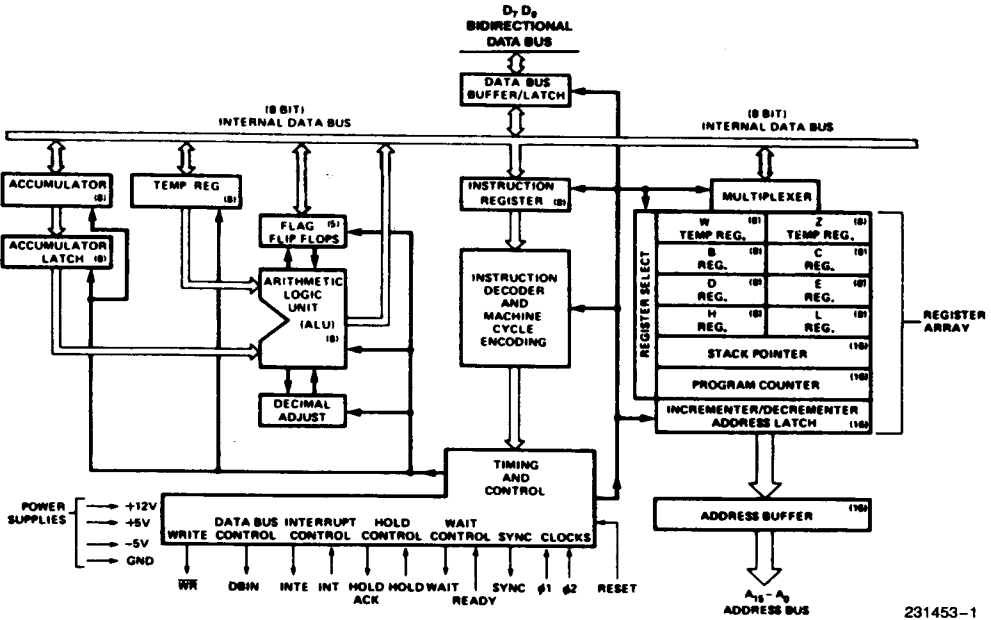 D₇ D₀
BIDIRECTIONAL
DATA BUS
DATA BUS
BUFFER/LATCH
(8 BIT)
INTERNAL DATA BUS
(8 BIT)
INTERNAL DATA BUS
ACCUMULATOR
(8)
TEMP REG
(8)
INSTRUCTION
REGISTER (8)
MULTIPLEXER
ACCUMULATOR
LATCH (8)
FLAG (5)
FLIP FLOPS
ARITHMETIC
LOGIC
UNIT
(ALU)
(8)
DECIMAL
ADJUST
INSTRUCTION
DECODER
AND
MACHINE
CYCLE
ENCODING
REGISTER SELECT
W (8)
TEMP REG.
Z (8)
TEMP REG.
B (8)
REG.
C (8)
REG.
D (8)
REG.
E (8)
REG.
H (8)
REG.
L (8)
REG.
STACK POINTER (16)
PROGRAM COUNTER (16)
INCREMENTER/DECREMENTER
ADDRESS LATCH (16)
REGISTER
ARRAY
TIMING
AND
CONTROL
POWER
SUPPLIES
+12V
+5V
-5V
GND
WRITE
DATA BUS
CONTROL
INTERRUPT
CONTROL
HOLD
CONTROL
WAIT
CONTROL
SYNC
CLOCKS
WR
DBIN
INTE
INT
HOLD
ACK
HOLD
WAIT
READY
SYNC
ϕ1
ϕ2
RESET
ADDRESS BUFFER (16)
A₁₅–A₀
ADDRESS BUS
231453-1